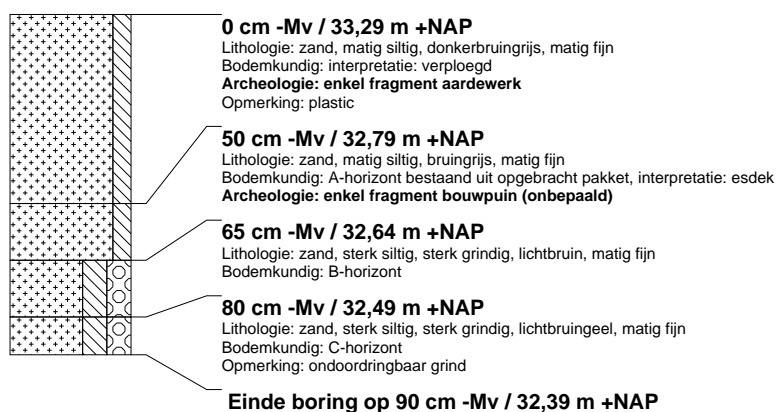 0 cm -Mv / 33,29 m +NAP
Lithologie: zand, matig siltig, donkerbruingrijs, matig fijn
Bodemkundig: interpretatie: verploegd
Archeologie: enkel fragment aardewerk
Opmerking: plastic
50 cm -Mv / 32,79 m +NAP
Lithologie: zand, matig siltig, bruingrijs, matig fijn
Bodemkundig: A-horizont bestaand uit opgebracht pakket, interpretatie: esdek
Archeologie: enkel fragment bouwpuin (onbepaald)
65 cm -Mv / 32,64 m +NAP
Lithologie: zand, sterk siltig, sterk grindig, lichtbruin, matig fijn
Bodemkundig: B-horizont
80 cm -Mv / 32,49 m +NAP
Lithologie: zand, sterk siltig, sterk grindig, lichtbruingeel, matig fijn
Bodemkundig: C-horizont
Opmerking: ondoordringbaar grind
Einde boring op 90 cm -Mv / 32,39 m +NAP